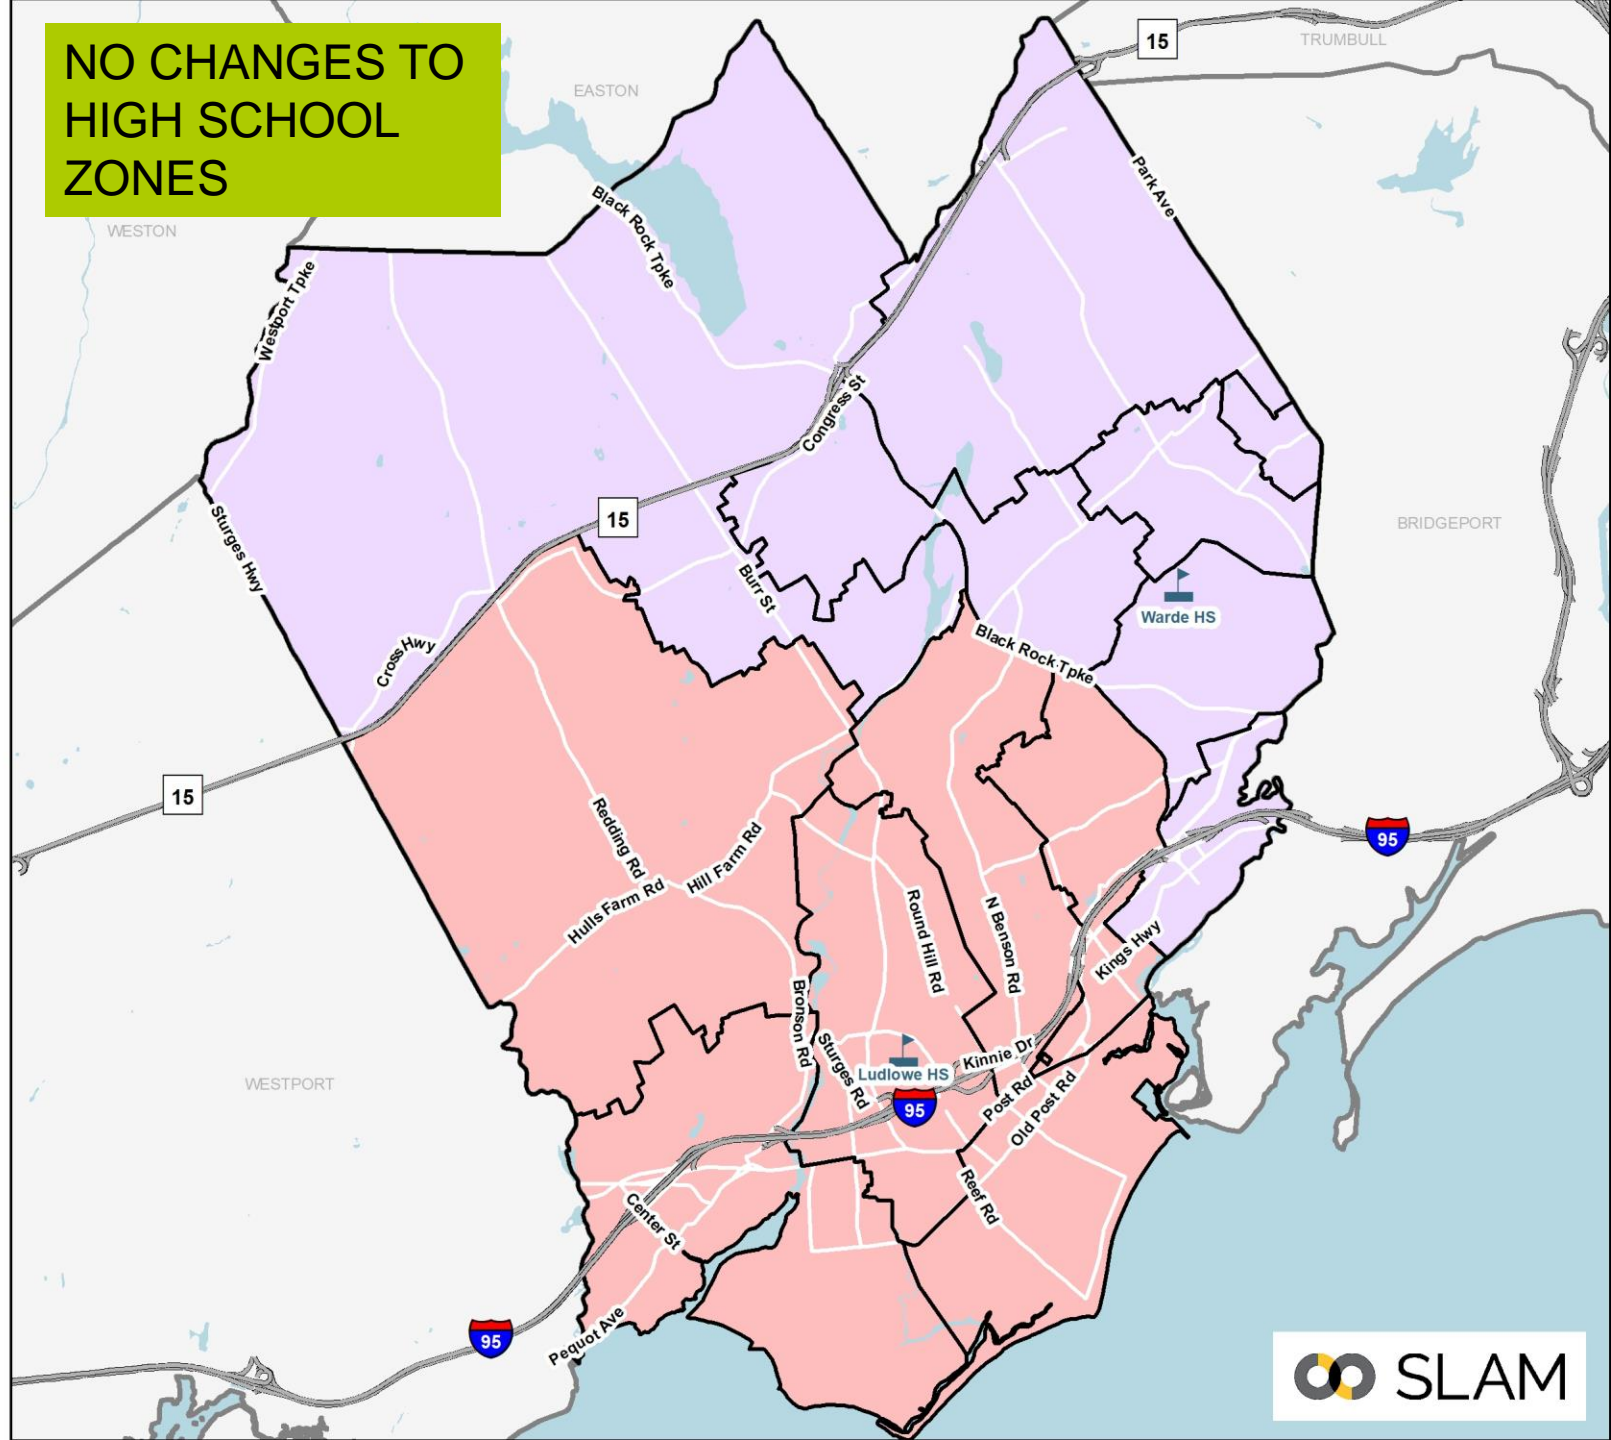 NO CHANGES TO
HIGH SCHOOL
ZONES
15
TRUMBULL
EASTON
Park Ave
Black Rock Tpke
WESTON
Westport Tpke
Congress St
15
Sturges Hwy
BRIDGEPORT
Burr St
Warde HS
Cross Hwy
Black Rock Tpke
15
Redding Rd
Hill Farm Rd
95
Hulls Farm Rd
Round Hill Rd
N Benson Rd
Kings Hwy
Bronson Rd
Sturges Rd
Kinnie Dr
Ludlowe HS
WESTPORT
95
Post Rd
Old Post Rd
Reef Rd
Center St
95
Pequot Ave
SLAM